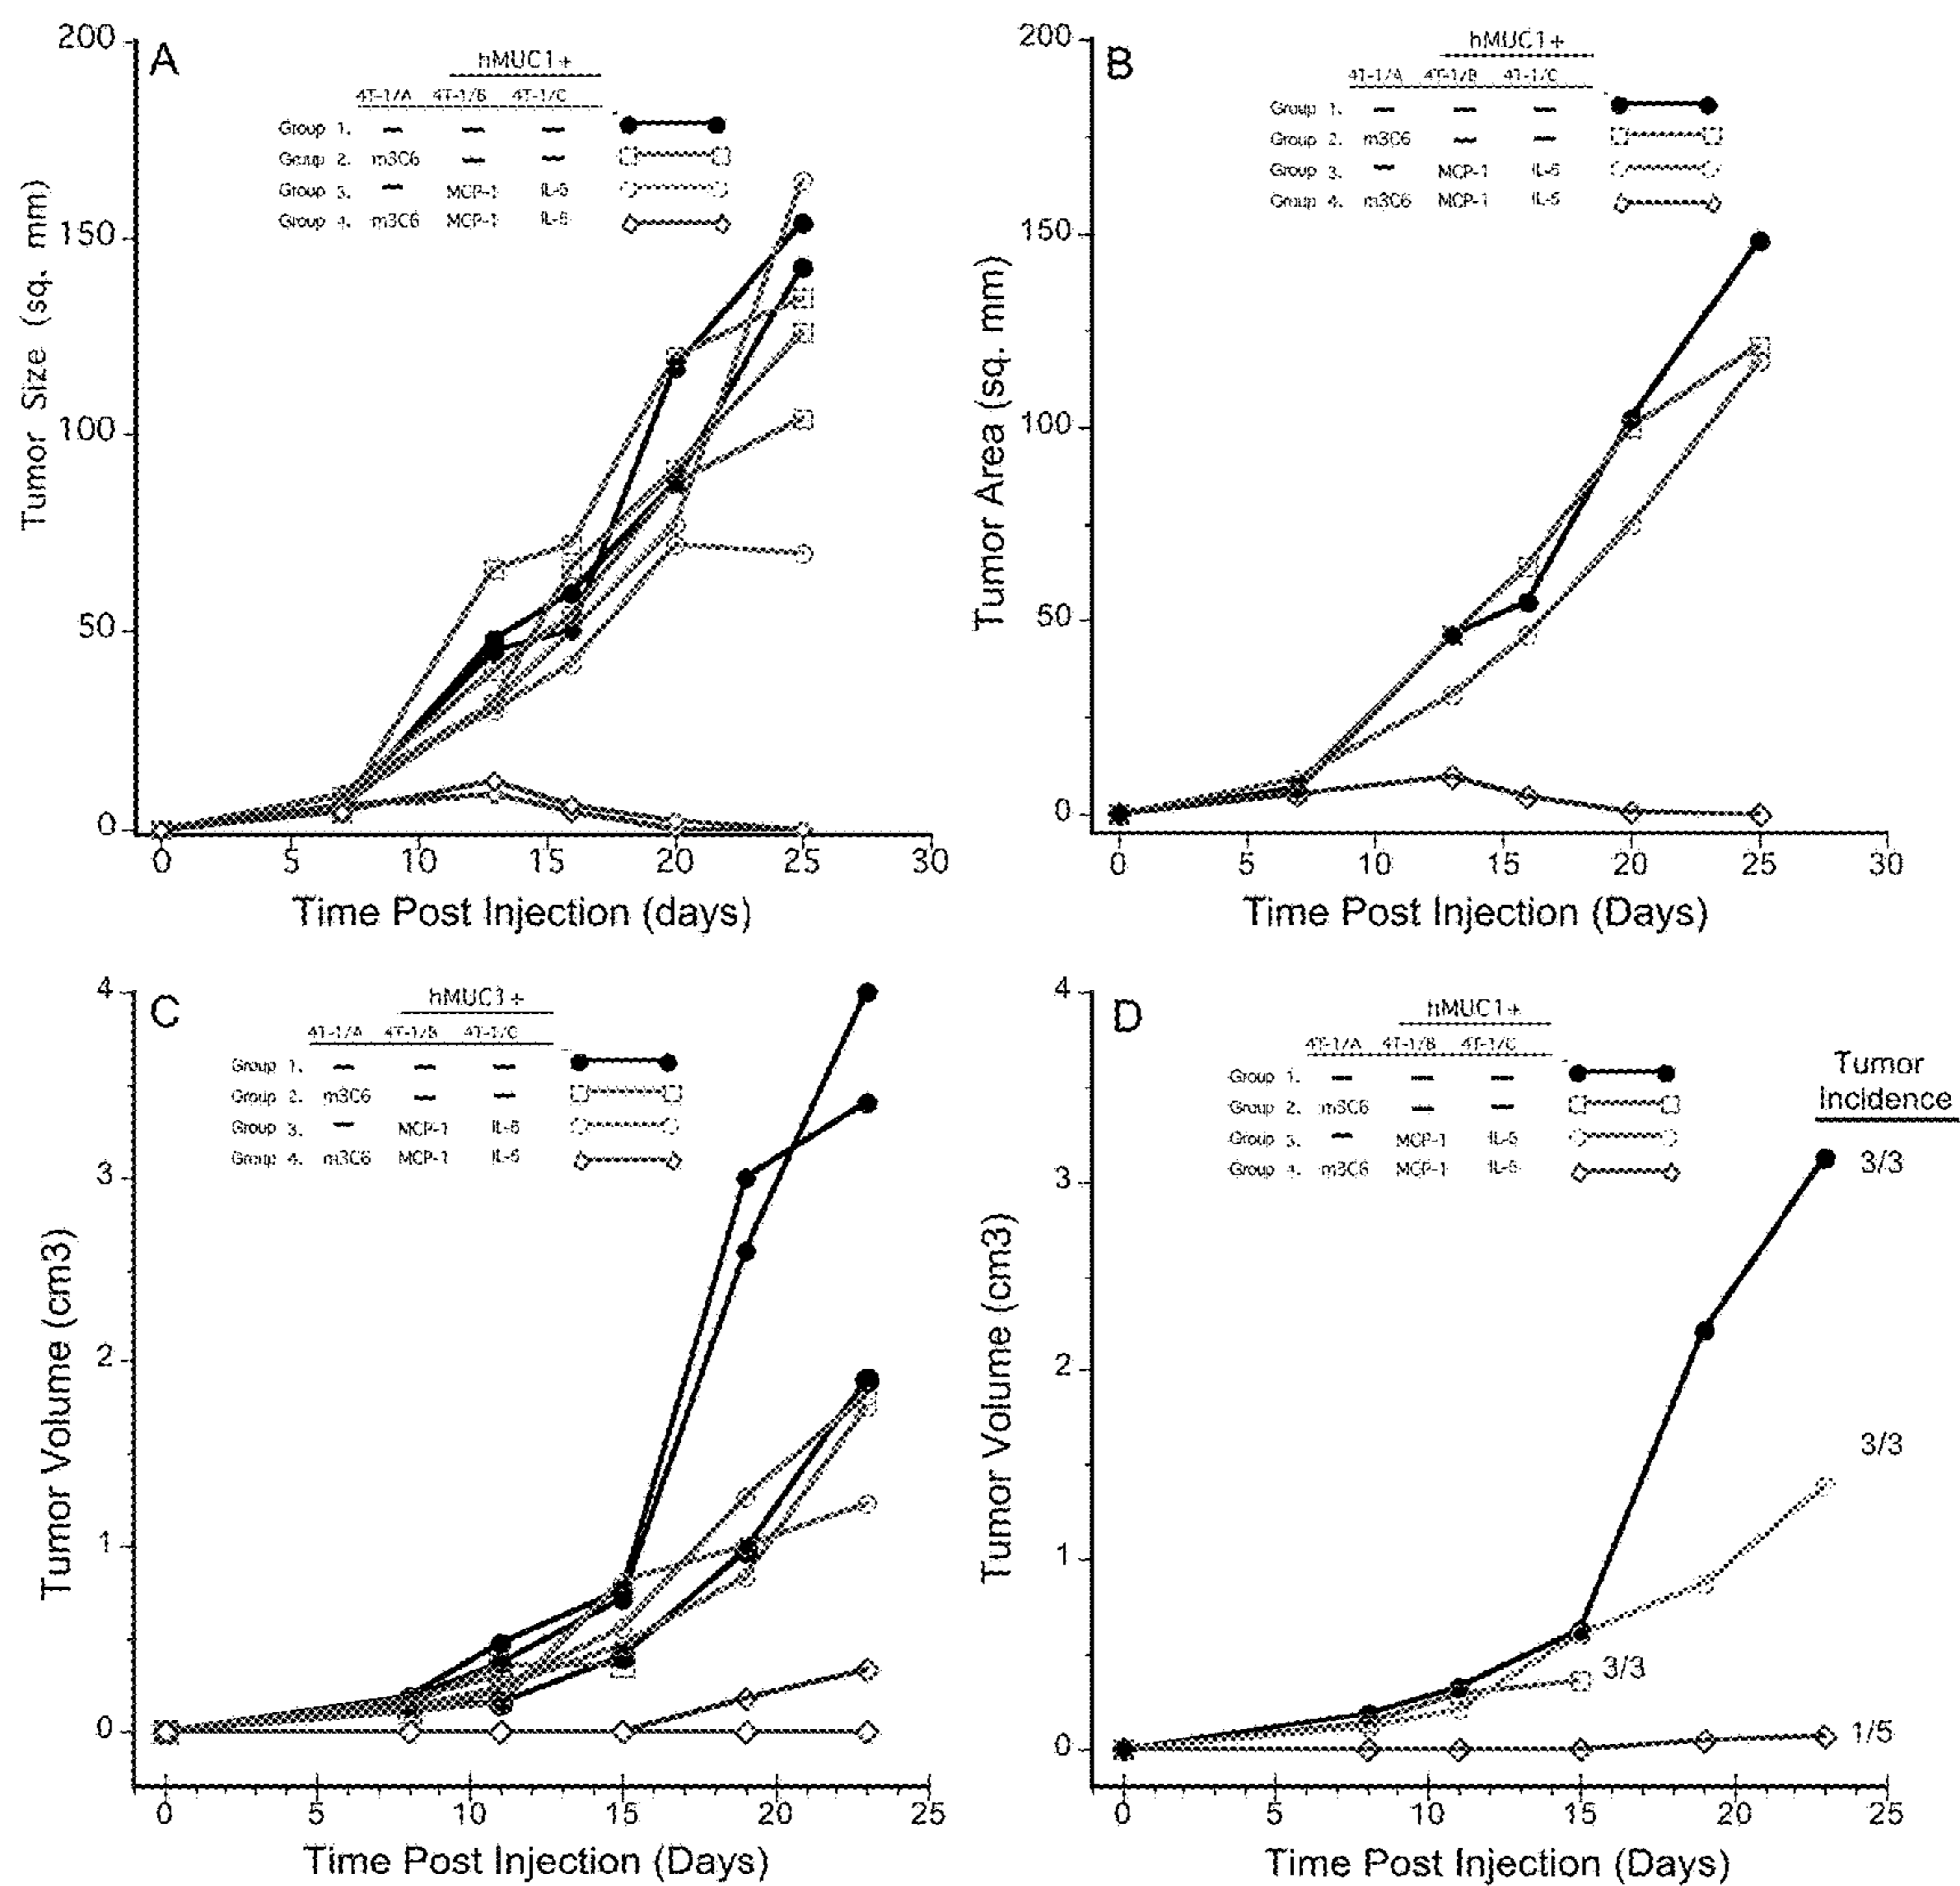 A
hMUC1+
4T-1/A 4T-1/B 4T-1/C
Group 1. – – –
Group 2. m3C6 – –
Group 3. – MCP-1 IL-5
Group 4. m3C6 MCP-1 IL-5
Tumor Size (sq. mm)
200
150
100
50
0
0 5 10 15 20 25 30
Time Post Injection (days)
B
hMUC1+
4T-1/A 4T-1/B 4T-1/C
Group 1. – – –
Group 2. m3C6 – –
Group 3. – MCP-1 IL-5
Group 4. m3C6 MCP-1 IL-5
Tumor Area (sq. mm)
200
150
100
50
0
0 5 10 15 20 25 30
Time Post Injection (Days)
C
4T-1/A 4T-1/B 4T-1/C
Group 1. – – –
Group 2. m3C6 – –
Group 3. – MCP-1 IL-5
Group 4. m3C6 MCP-1 IL-5
Tumor Volume (cm3)
4
3
2
1
0
0 5 10 15 20 25
Time Post Injection (Days)
D
hMUC1+
4T-1/A 4T-1/B 4T-1/C
Group 1. – – –
Group 2. m3C6 – –
Group 3. – MCP-1 IL-5
Group 4. m3C6 MCP-1 IL-5
Tumor
Incidence
3/3
3/3
3/3
1/5
Tumor Volume (cm3)
4
3
2
1
0
0 5 10 15 20 25
Time Post Injection (Days)